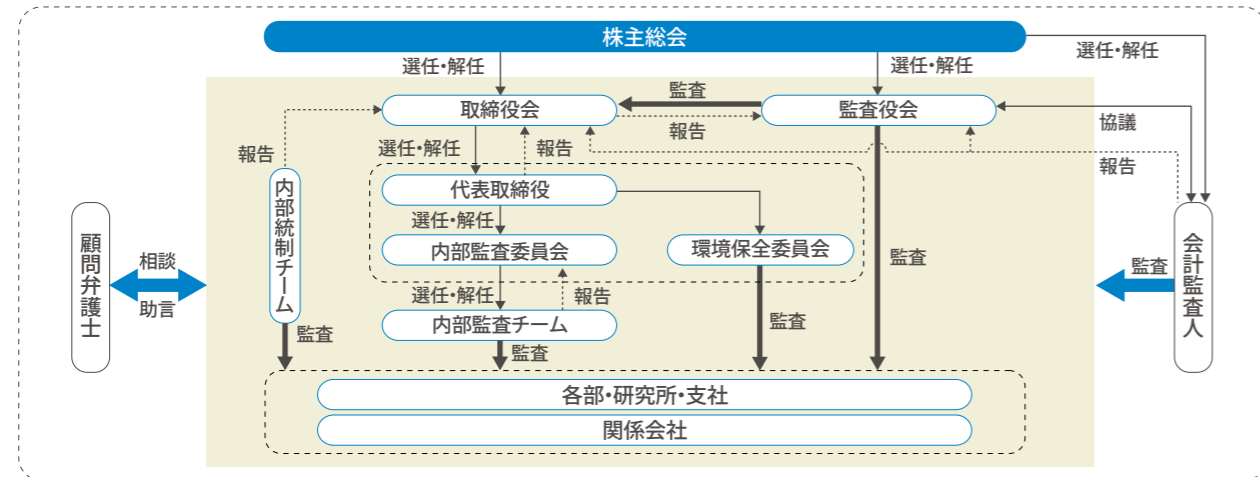 株主総会
選任・解任
選任・解任
選任・解任
取締役会
監査
報告
監査役会
協議
報告
報告
選任・解任
報告
代表取締役
選任・解任
内部監査委員会
環境保全委員会
選任・解任
報告
内部監査チーム
内部統制チーム
監査
監査
監査
監査
顧問弁護士
相談
助言
監査
会計監査人
各部・研究所・支社
関係会社